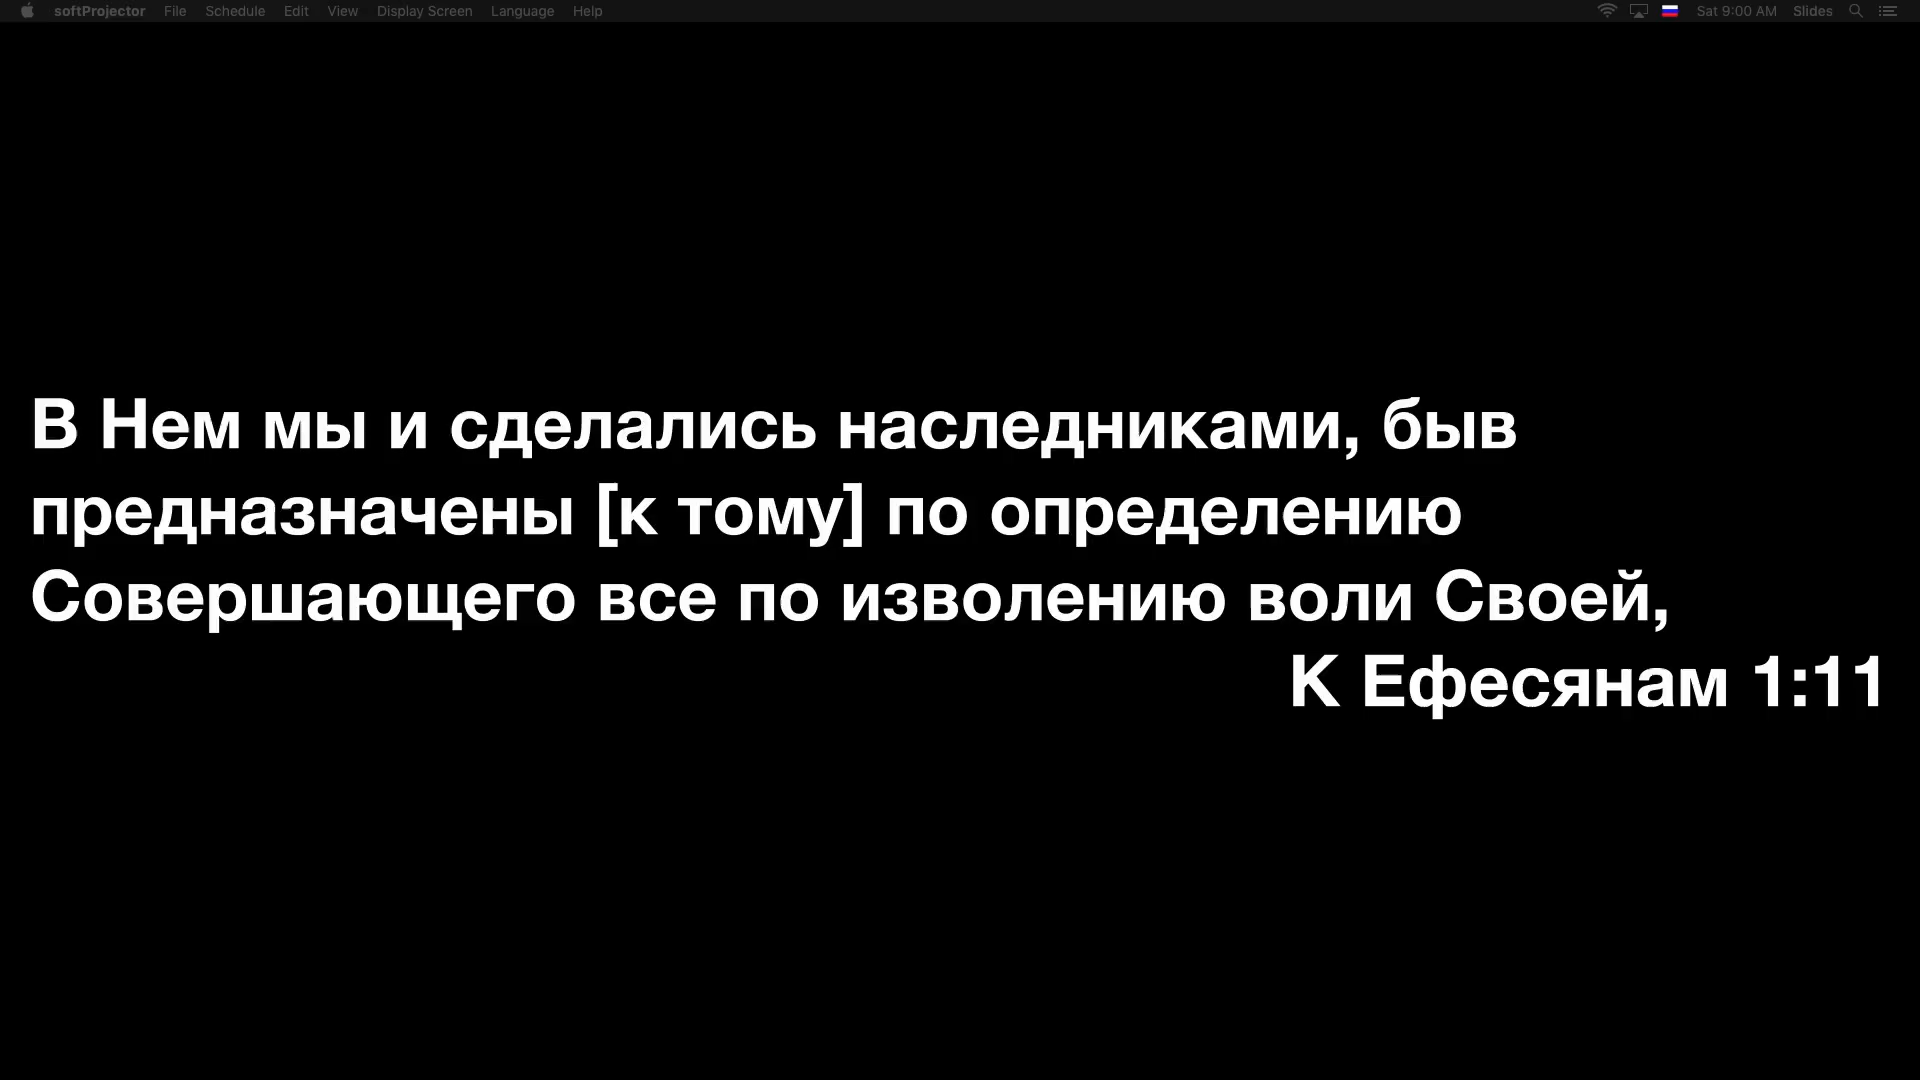 softProjector File Schedule Edit View Display Screen Language Help Sat 9:00 AM Slides
В Нем мы и сделались наследниками, быв
предназначены [к тому] по определению
Совершающего все по изволению воли Своей,
К Ефесянам 1:11